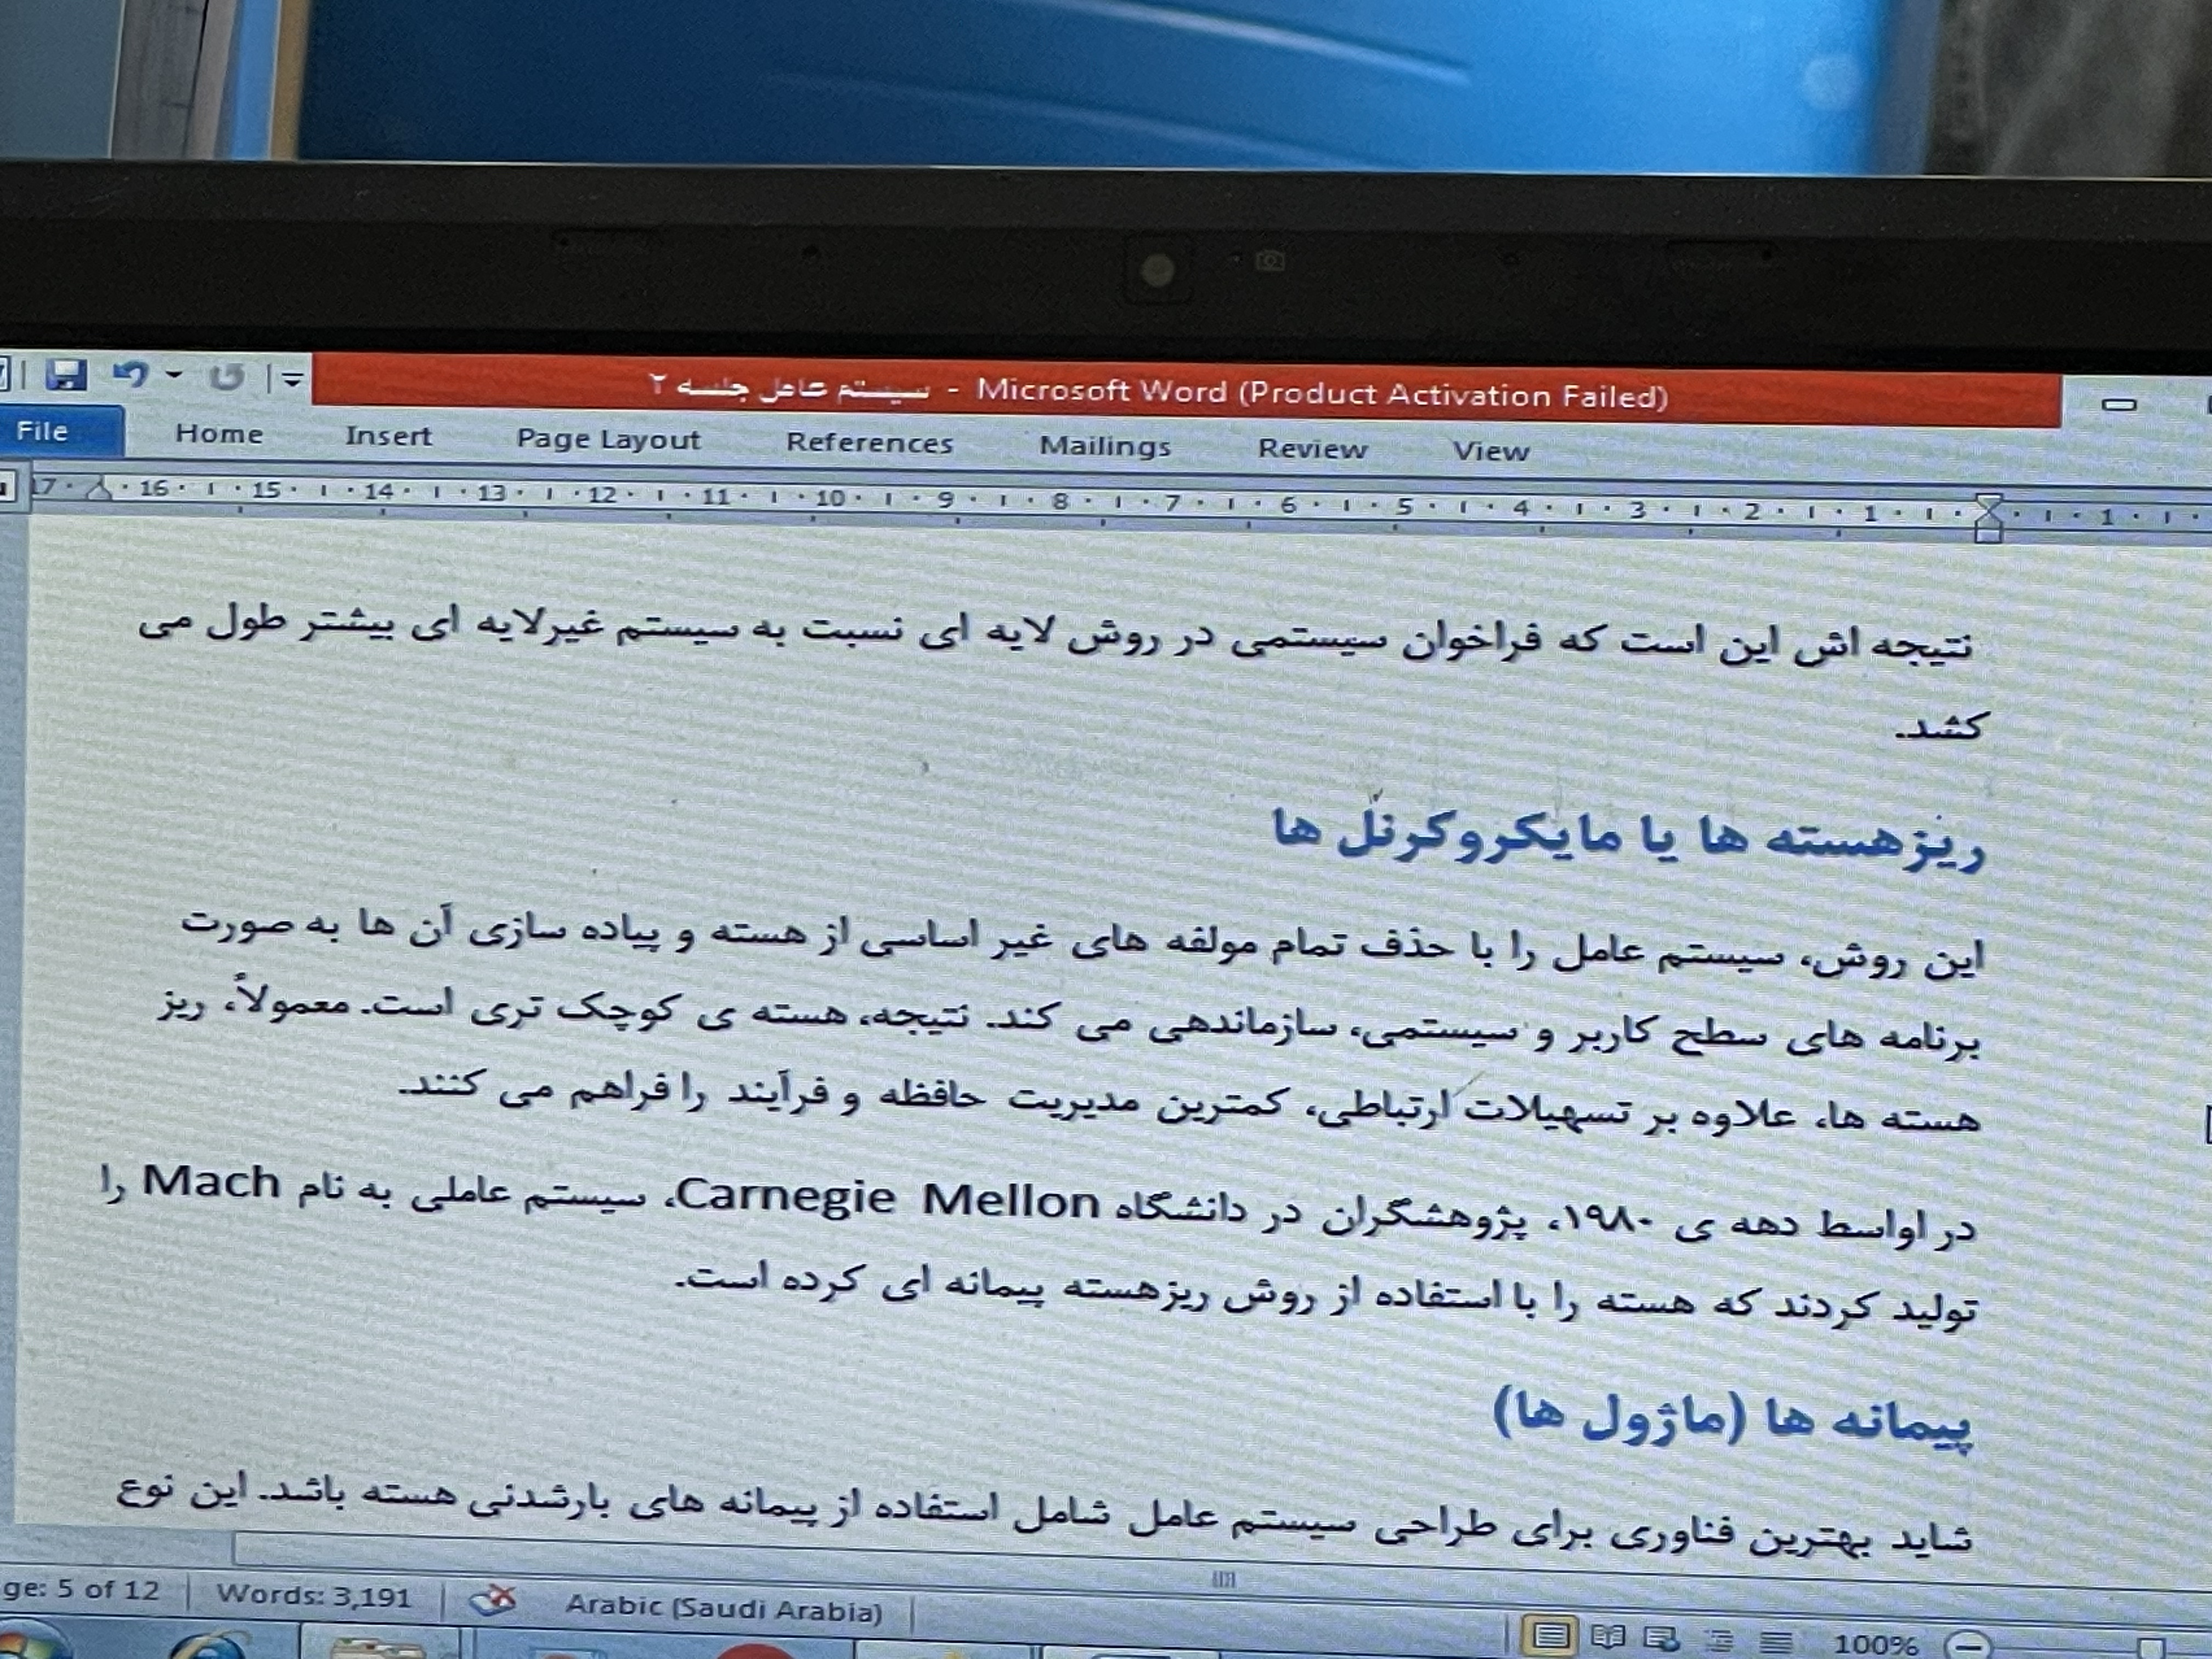 سیستم عامل جلسه ۲ - Microsoft Word (Product Activation Failed)
File Home Insert Page Layout References Mailings Review View
17 16 15 14 13 12 11 10 9 8 7 6 5 4 3 2 1 1
نتیجه اش این است که فراخوان سیستمی در روش لایه ای نسبت به سیستم غیرلایه ای بیشتر طول می
کشد.
ریزهسته ها یا مایکروکرنل ها
این روش، سیستم عامل را با حذف تمام مولفه های غیر اساسی از هسته و پیاده سازی آن ها به صورت
برنامه های سطح کاربر و سیستمی، سازماندهی می کند. نتیجه، هسته ی کوچک تری است. معمولاً، ریز
هسته ها، علاوه بر تسهیلات ارتباطی، کمترین مدیریت حافظه و فرآیند را فراهم می کنند.
در اواسط دهه ی ۱۹۸۰، پژوهشگران در دانشگاه Carnegie Mellon، سیستم عاملی به نام Mach را
تولید کردند که هسته را با استفاده از روش ریزهسته پیمانه ای کرده است.
پیمانه ها (ماژول ها)
شاید بهترین فناوری برای طراحی سیستم عامل شامل استفاده از پیمانه های بارشدنی هسته باشد. این نوع
ge: 5 of 12 Words: 3,191 Arabic (Saudi Arabia) 100%